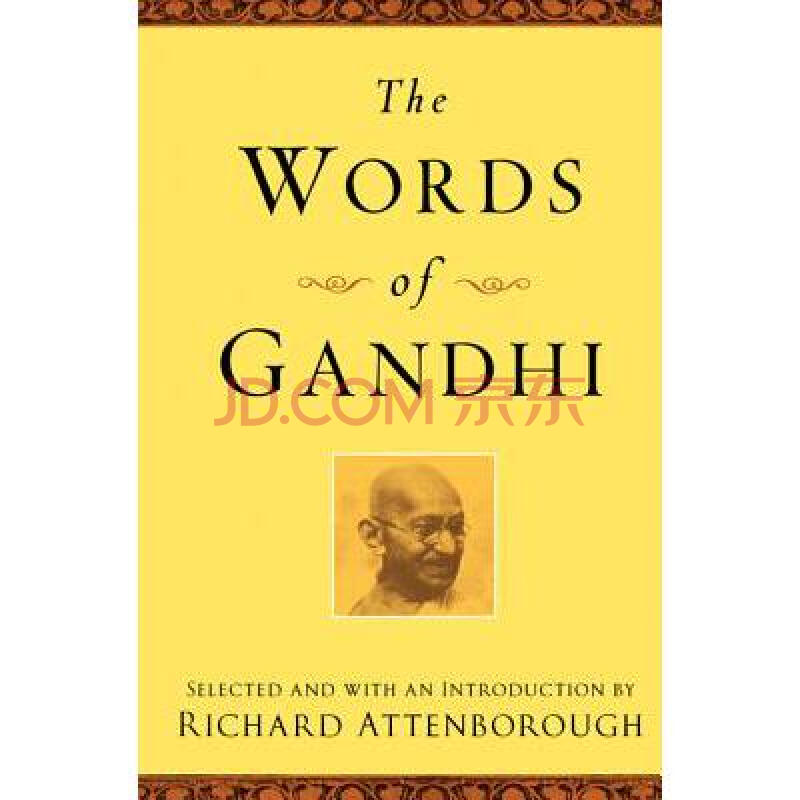 The
WORDS
of
GANDHI
JD.COM 京东
SELECTED AND WITH AN INTRODUCTION BY
RICHARD ATTENBOROUGH